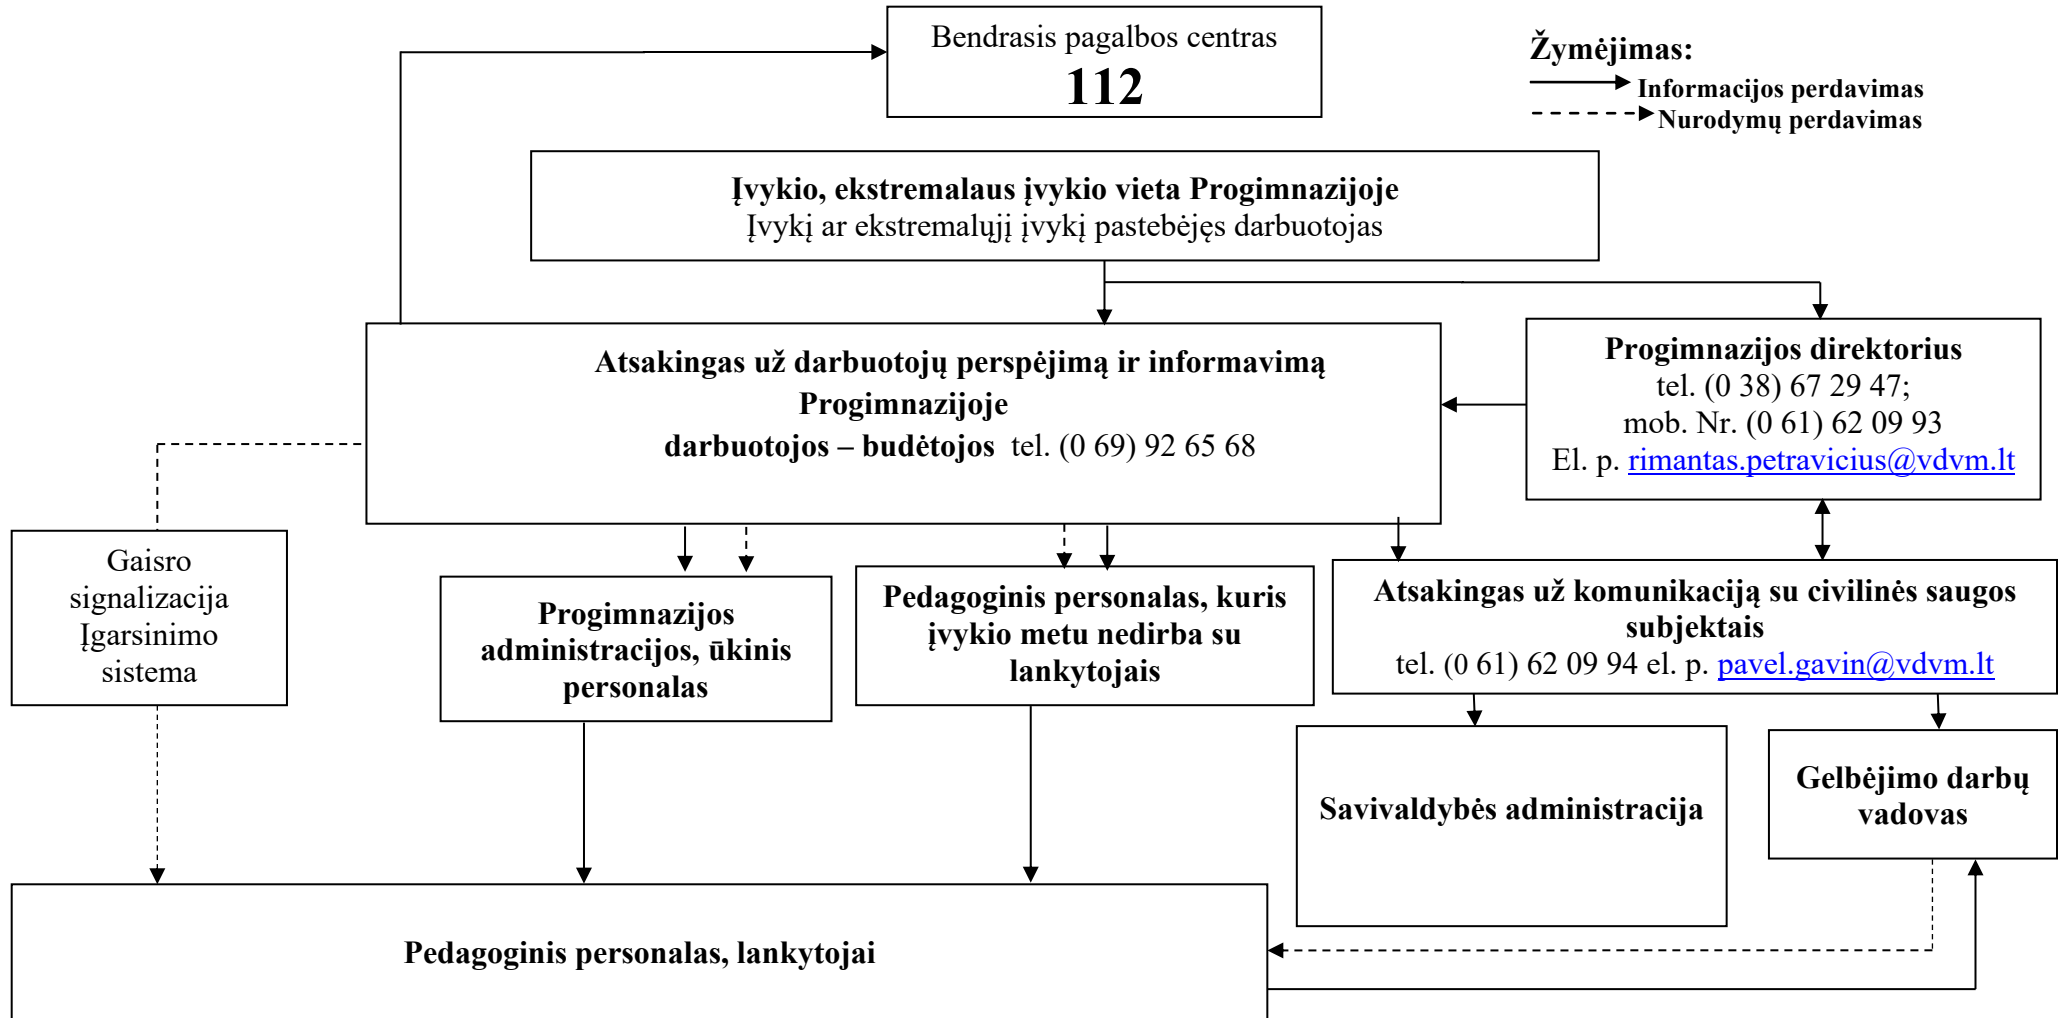 Bendrasis pagalbos centras
112
Žymėjimas:
Informacijos perdavimas
Nurodymų perdavimas
Įvykio, ekstremalaus įvykio vieta Progimnazijoje
Įvykį ar ekstremalųjį įvykį pastebėjęs darbuotojas
Atsakingas už darbuotojų perspėjimą ir informavimą
Progimnazijoje
darbuotojos – budėtojos tel. (0 69) 92 65 68
Progimnazijos direktorius
tel. (0 38) 67 29 47;
mob. Nr. (0 61) 62 09 93
El. p. rimantas.petravicius@vdvm.lt
Gaisro
signalizacija
Įgarsinimo
sistema
Progimnazijos
administracijos, ūkinis
personalas
Pedagoginis personalas, kuris
įvykio metu nedirba su
lankytojais
Atsakingas už komunikaciją su civilinės saugos
subjektais
tel. (0 61) 62 09 94 el. p. pavel.gavin@vdvm.lt
Savivaldybės administracija
Gelbėjimo darbų
vadovas
Pedagoginis personalas, lankytojai